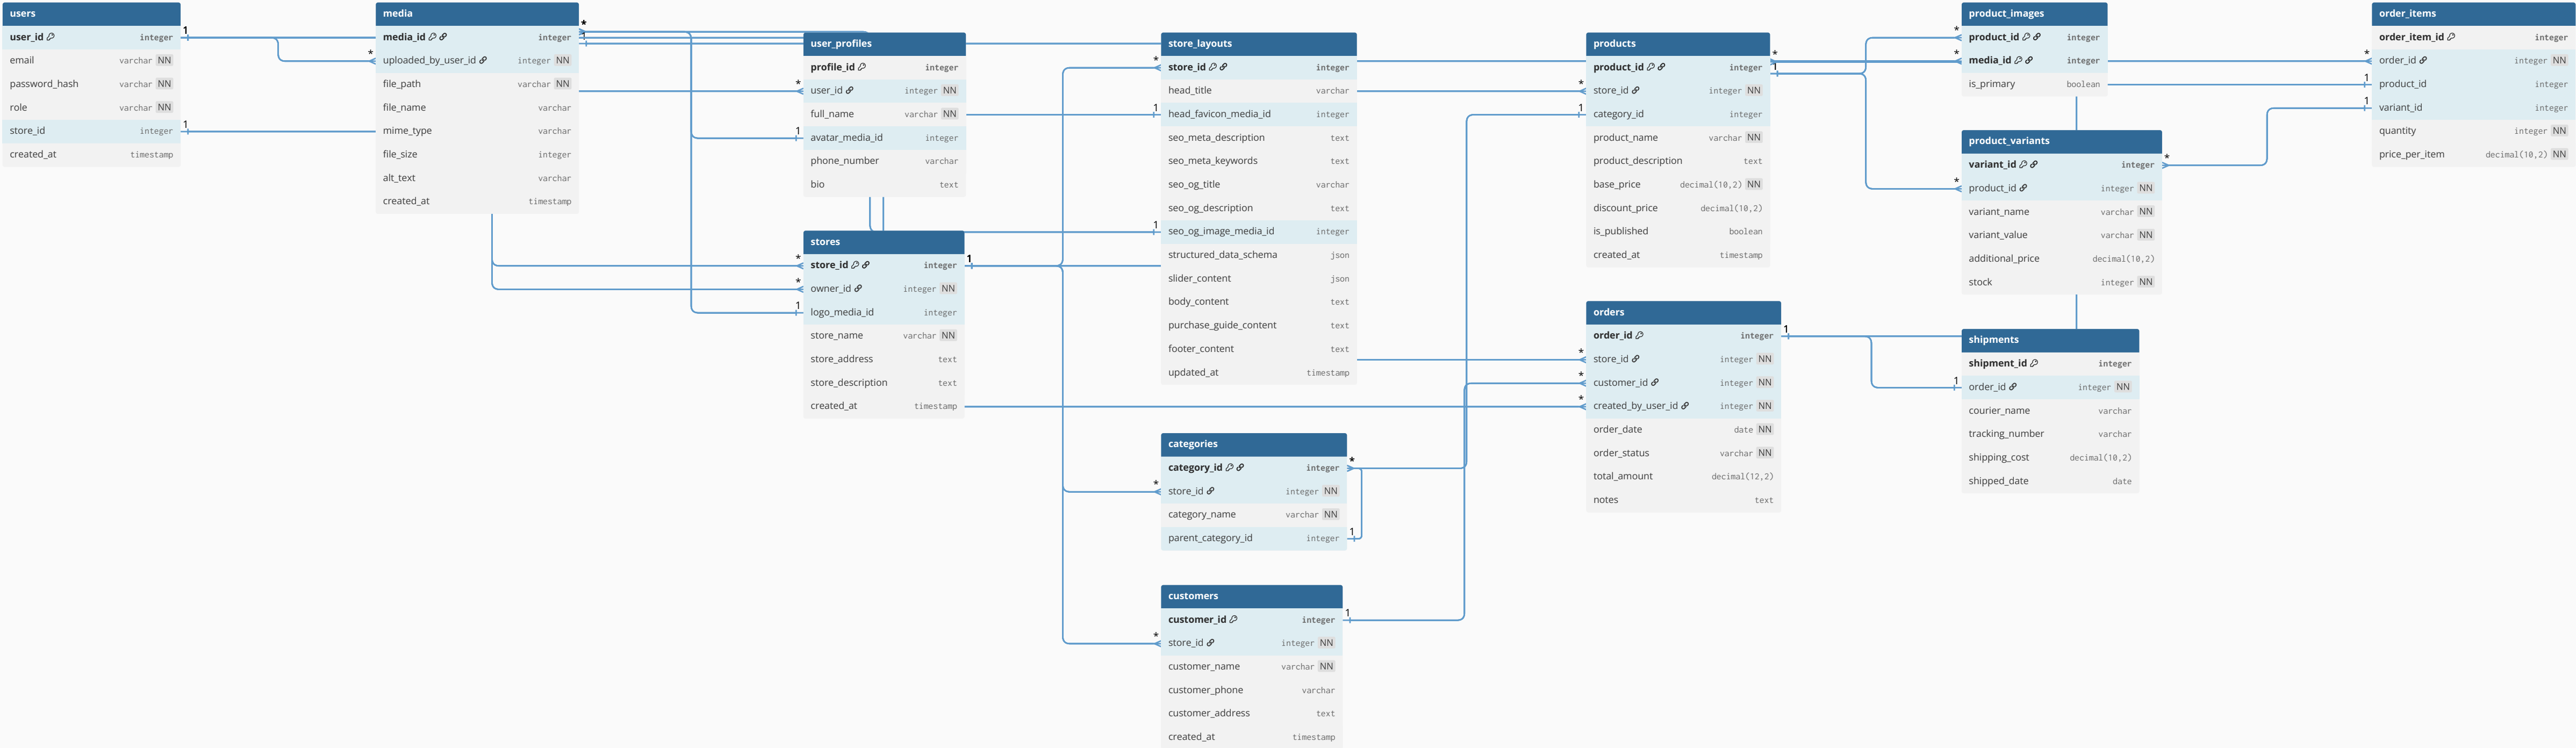 users
user_id integer
email varchar NN
password_hash varchar NN
role varchar NN
store_id integer
created_at timestamp
media
media_id integer
uploaded_by_user_id integer NN
file_path varchar NN
file_name varchar
mime_type varchar
file_size integer
alt_text varchar
created_at timestamp
user_profiles
profile_id integer
user_id integer NN
full_name varchar NN
avatar_media_id integer
phone_number varchar
bio text
stores
store_id integer
owner_id integer NN
logo_media_id integer
store_name varchar NN
store_address text
store_description text
created_at timestamp
store_layouts
store_id integer
head_title varchar
head_favicon_media_id integer
seo_meta_description text
seo_meta_keywords text
seo_og_title varchar
seo_og_description text
seo_og_image_media_id integer
structured_data_schema json
slider_content json
body_content text
purchase_guide_content text
footer_content text
updated_at timestamp
categories
category_id integer
store_id integer NN
category_name varchar NN
parent_category_id integer
customers
customer_id integer
store_id integer NN
customer_name varchar NN
customer_phone varchar
customer_address text
created_at timestamp
products
product_id integer
store_id integer NN
category_id integer
product_name varchar NN
product_description text
base_price decimal(10,2) NN
discount_price decimal(10,2)
is_published boolean
created_at timestamp
orders
order_id integer
store_id integer NN
customer_id integer NN
created_by_user_id integer NN
order_date date NN
order_status varchar NN
total_amount decimal(12,2)
notes text
product_images
product_id integer
media_id integer
is_primary boolean
product_variants
variant_id integer
product_id integer NN
variant_name varchar NN
variant_value varchar NN
additional_price decimal(10,2)
stock integer NN
shipments
shipment_id integer
order_id integer NN
courier_name varchar
tracking_number varchar
shipping_cost decimal(10,2)
shipped_date date
order_items
order_item_id integer
order_id integer NN
product_id integer
variant_id integer
quantity integer NN
price_per_item decimal(10,2) NN